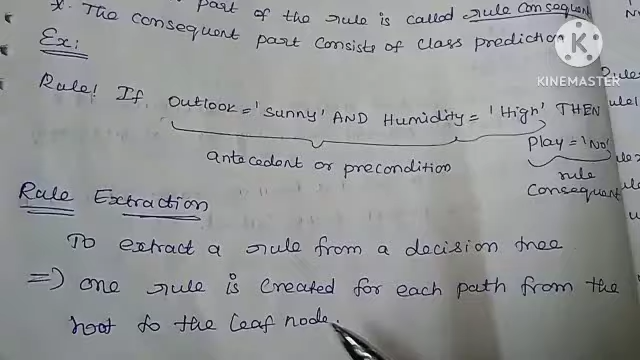 part of the rule is called rule consequent
* The consequent part consists of class prediction
Ex:
KINEMASTER
Rule: If outlook='sunny' AND Humidity='High' THEN
Play='No'
antecedent or precondition
rule
consequent
Rule Extraction
To extract a rule from a decision tree
=> one rule is created for each path from the
root to the leaf node.